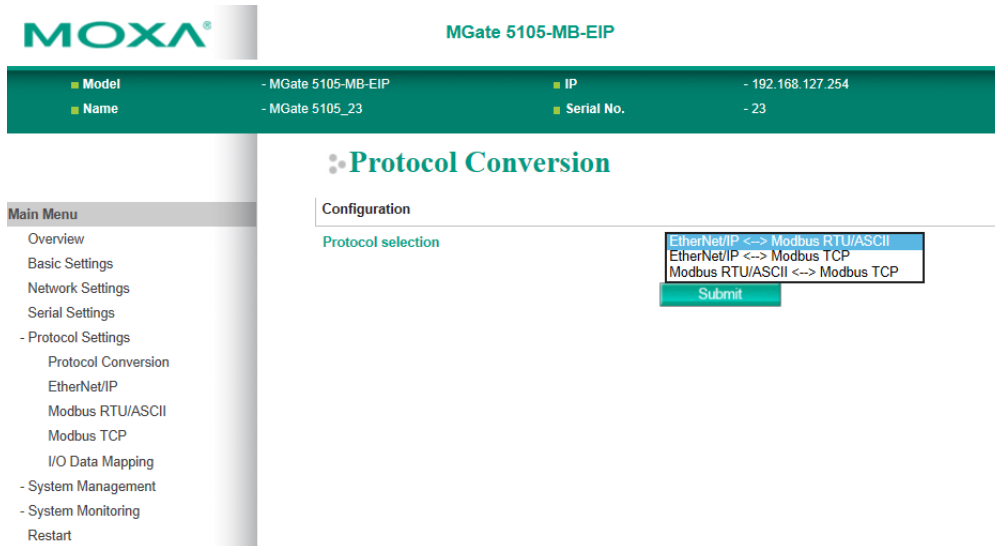 MOXA®
MGate 5105-MB-EIP
Model - MGate 5105-MB-EIP IP - 192.168.127.254
Name - MGate 5105_23 Serial No. - 23
Protocol Conversion
Main Menu
Overview
Basic Settings
Network Settings
Serial Settings
- Protocol Settings
Protocol Conversion
EtherNet/IP
Modbus RTU/ASCII
Modbus TCP
I/O Data Mapping
- System Management
- System Monitoring
Restart
Configuration
Protocol selection
EtherNet/IP <--> Modbus RTU/ASCII
EtherNet/IP <--> Modbus TCP
Modbus RTU/ASCII <--> Modbus TCP
Submit